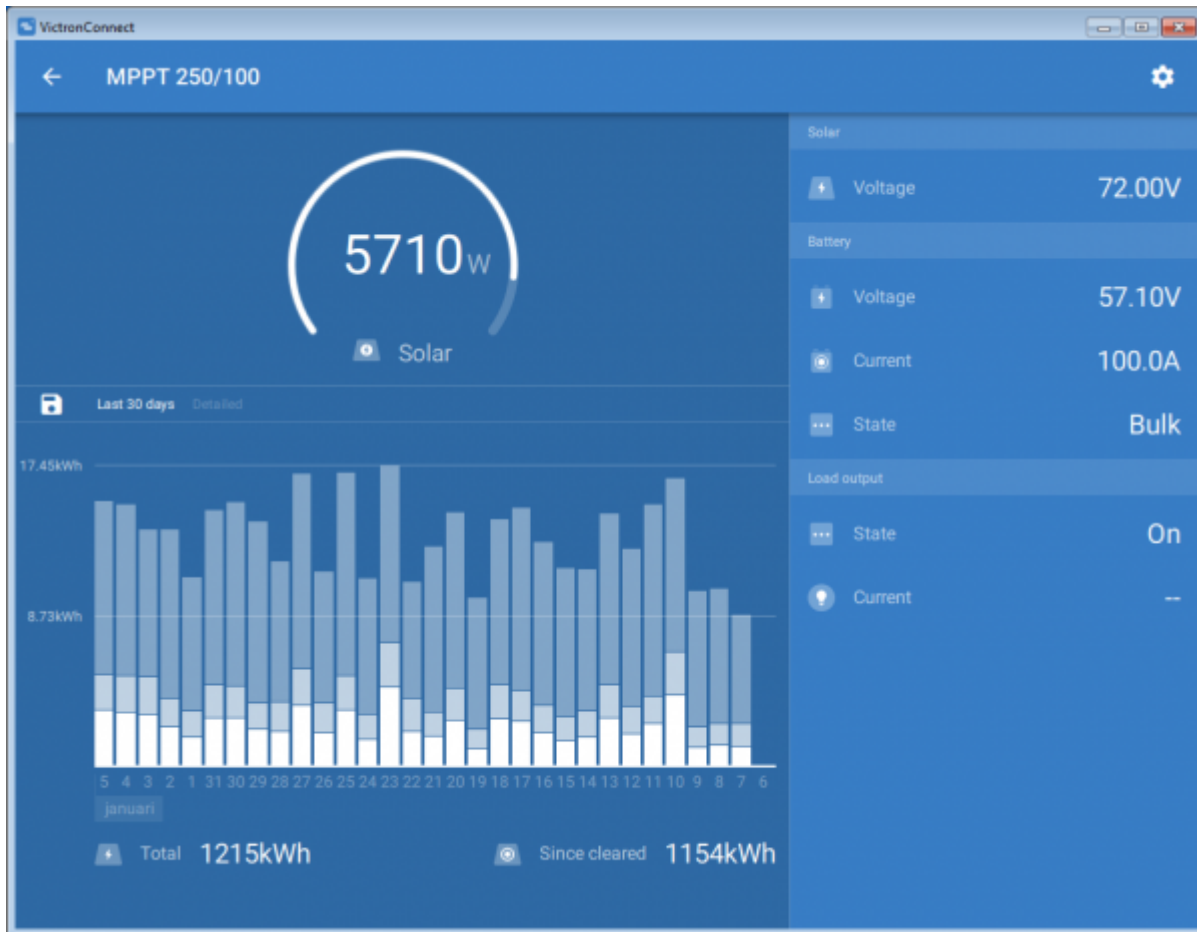 VictronConnect
MPPT 250/100
5710W
Solar
Last 30 days Detailed
17.45kWh
8.73kWh
5 4 3 2 1 31 30 29 28 27 26 25 24 23 22 21 20 19 18 17 16 15 14 13 12 11 10 9 8 7 6
januari
Total 1215kWh Since cleared 1154kWh
Solar
Voltage 72.00V
Battery
Voltage 57.10V
Current 100.0A
State Bulk
Load output
State On
Current --